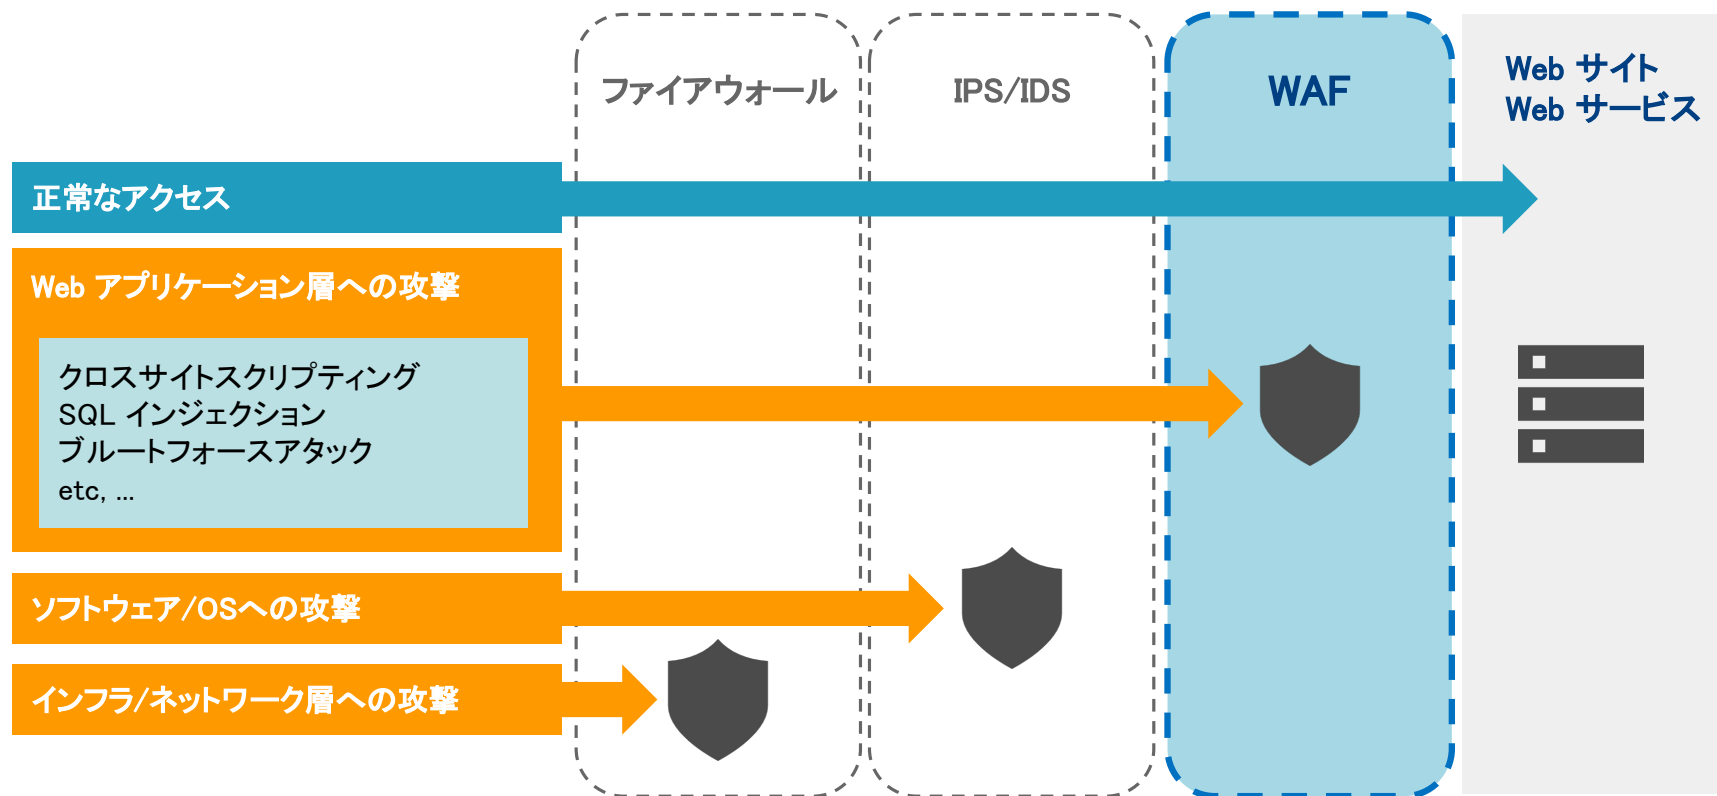 ファイアウォール
IPS/IDS
WAF
Web サイト
Web サービス
正常なアクセス
Web アプリケーション層への攻撃
クロスサイトスクリプティング
SQL インジェクション
ブルートフォースアタック
etc, ...
ソフトウェア/OSへの攻撃
インフラ/ネットワーク層への攻撃